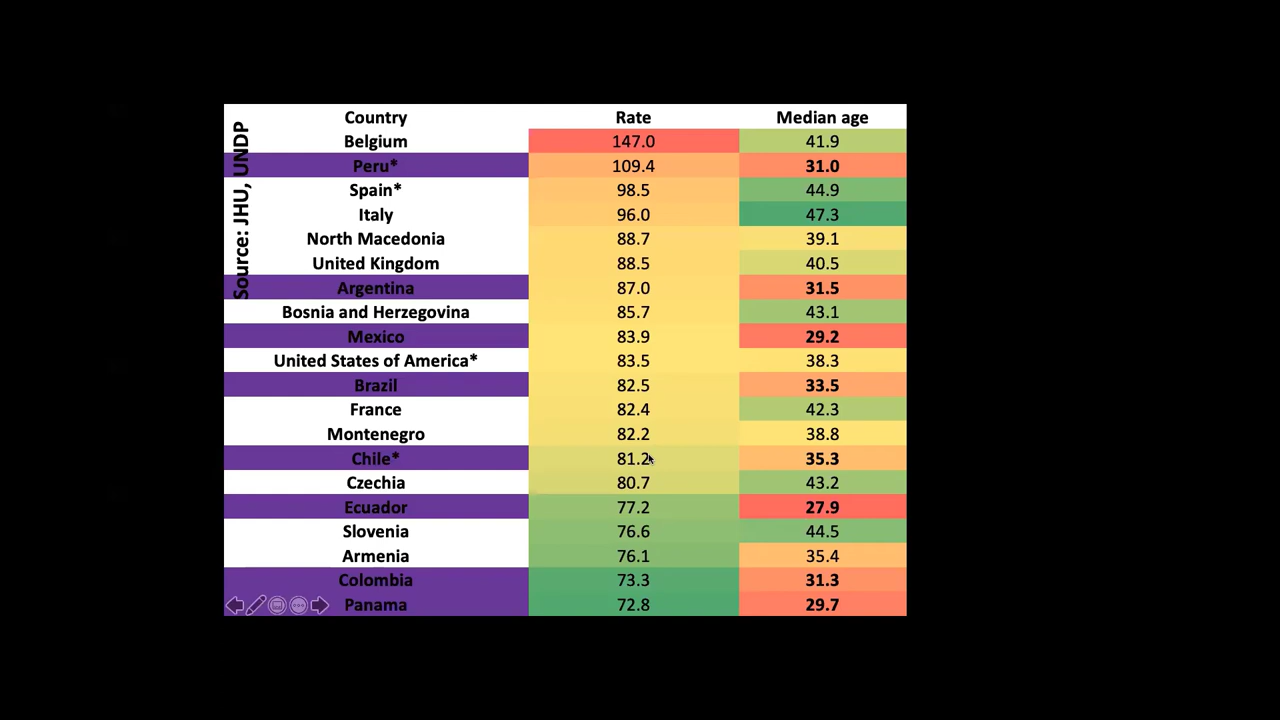 Source: JHU, UNDP
Country Rate Median age
Belgium 147.0 41.9
Peru* 109.4 31.0
Spain* 98.5 44.9
Italy 96.0 47.3
North Macedonia 88.7 39.1
United Kingdom 88.5 40.5
Argentina 87.0 31.5
Bosnia and Herzegovina 85.7 43.1
Mexico 83.9 29.2
United States of America* 83.5 38.3
Brazil 82.5 33.5
France 82.4 42.3
Montenegro 82.2 38.8
Chile* 81.2 35.3
Czechia 80.7 43.2
Ecuador 77.2 27.9
Slovenia 76.6 44.5
Armenia 76.1 35.4
Colombia 73.3 31.3
Panama 72.8 29.7